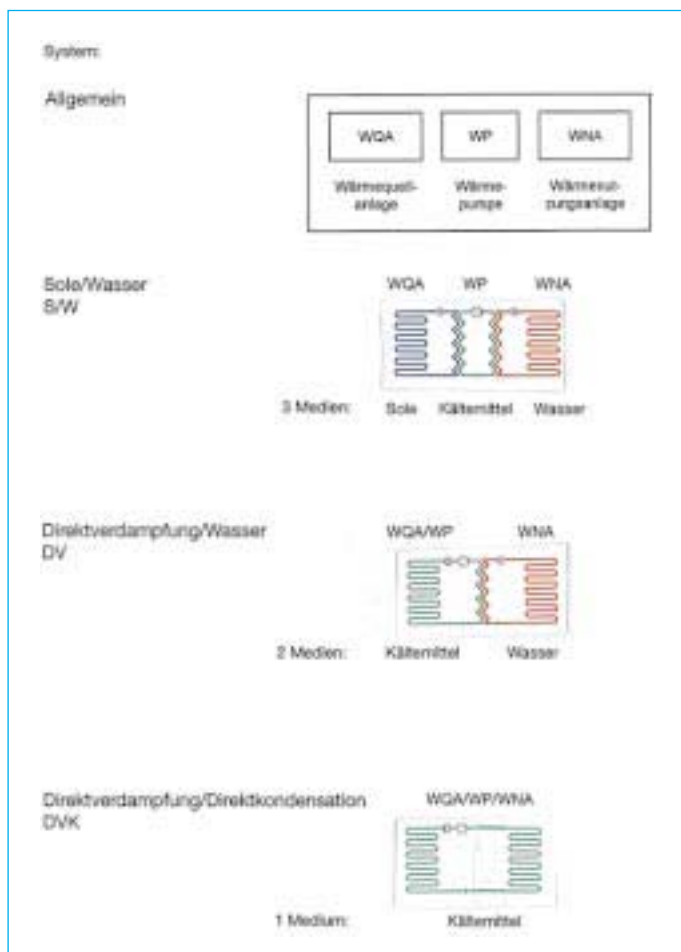 System:
Allgemein
WQA WP WNA
Wärmequell- Wärme- Wärmenut-
anlage pumpe zungsanlage
Sole/Wasser
S/W
WQA WP WNA
3 Medien: Sole Kältemittel Wasser
Direktverdampfung/Wasser
DV
WQA/WP WNA
2 Medien: Kältemittel Wasser
Direktverdampfung/Direktkondensation
DVK
WQA/WP/WNA
1 Medium: Kältemittel